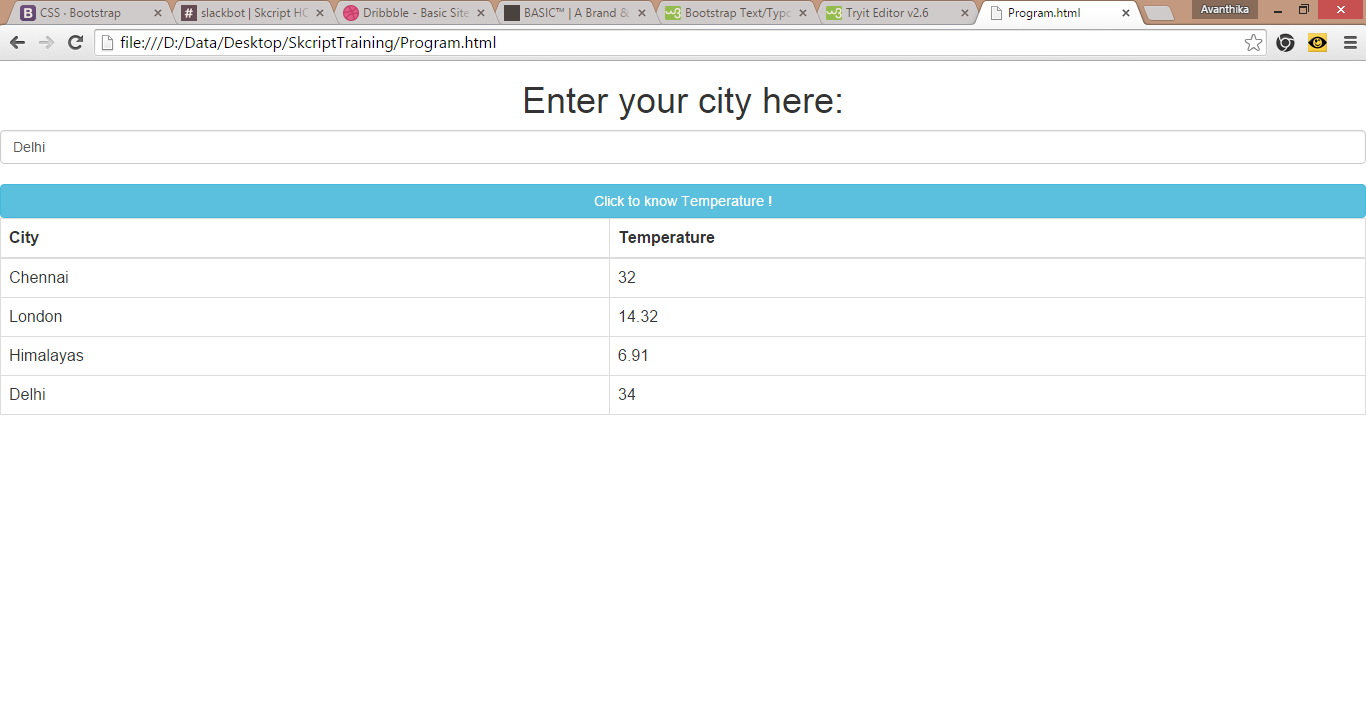 CSS · Bootstrap
slackbot | Skcript HC
Dribbble - Basic Site
BASIC™ | A Brand &
Bootstrap Text/Typo
Tryit Editor v2.6
Program.html
Avanthika
file:///D:/Data/Desktop/SkcriptTraining/Program.html
Enter your city here:
Delhi
Click to know Temperature !
City Temperature
Chennai 32
London 14.32
Himalayas 6.91
Delhi 34